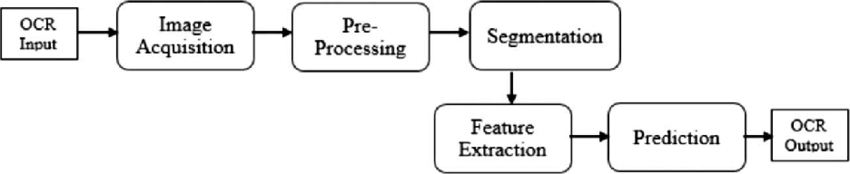 OCR
Input
Image
Acquisition
Pre-
Processing
Segmentation
Feature
Extraction
Prediction
OCR
Output